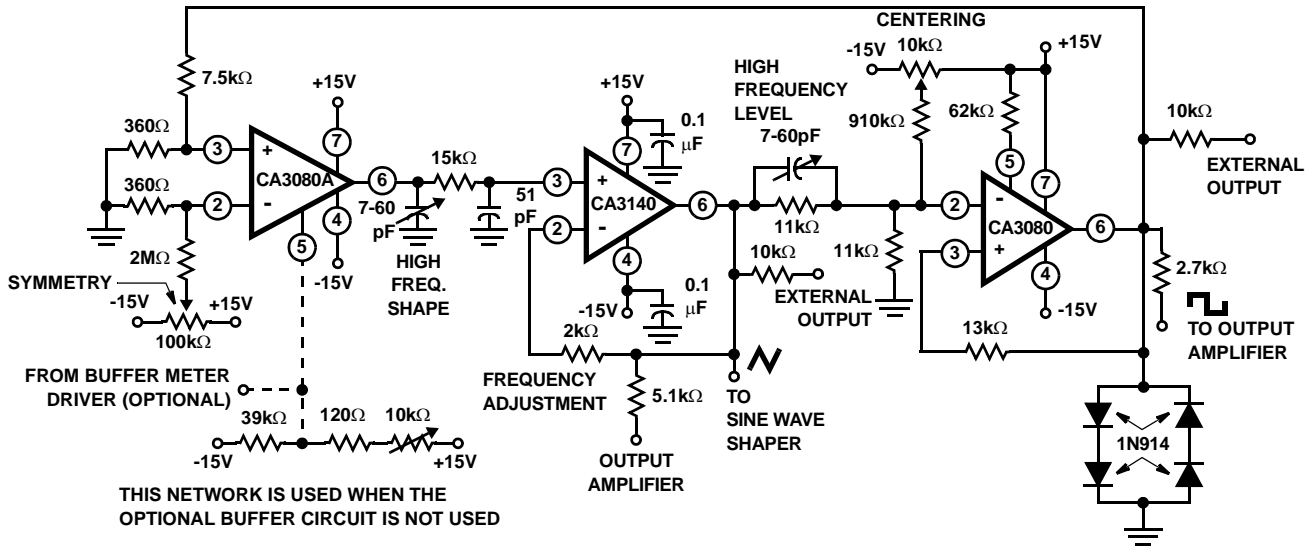 CENTERING
-15V
10kΩ
+15V
7.5kΩ
+15V
+15V
HIGH
FREQUENCY
LEVEL
7-60pF
0.1
µF
910kΩ
62kΩ
10kΩ
EXTERNAL
OUTPUT
360Ω
360Ω
3
+
2
-
CA3080A
7
6
4
5
-15V
15kΩ
7-60
pF
51
pF
HIGH
FREQ.
SHAPE
3
+
2
-
CA3140
7
6
4
-15V
0.1
µF
11kΩ
10kΩ
EXTERNAL
OUTPUT
11kΩ
2
-
3
+
CA3080
5
7
6
4
-15V
2.7kΩ
TO OUTPUT
AMPLIFIER
13kΩ
2MΩ
SYMMETRY
-15V
+15V
100kΩ
FROM BUFFER METER
DRIVER (OPTIONAL)
2kΩ
FREQUENCY
ADJUSTMENT
5.1kΩ
OUTPUT
AMPLIFIER
TO
SINE WAVE
SHAPER
1N914
39kΩ
120Ω
10kΩ
-15V
+15V
THIS NETWORK IS USED WHEN THE
OPTIONAL BUFFER CIRCUIT IS NOT USED